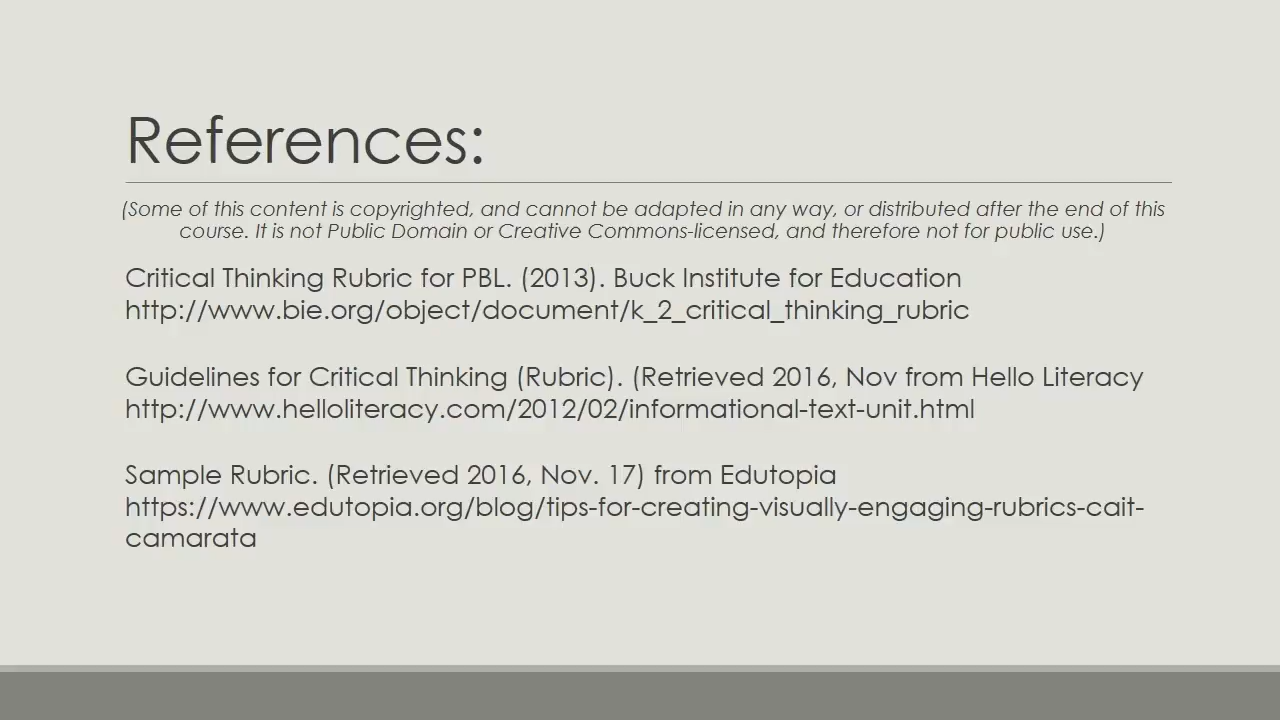 References:
(Some of this content is copyrighted, and cannot be adapted in any way, or distributed after the end of this
course. It is not Public Domain or Creative Commons-licensed, and therefore not for public use.)
Critical Thinking Rubric for PBL. (2013). Buck Institute for Education
http://www.bie.org/object/document/k_2_critical_thinking_rubric
Guidelines for Critical Thinking (Rubric). (Retrieved 2016, Nov from Hello Literacy
http://www.helloliteracy.com/2012/02/informational-text-unit.html
Sample Rubric. (Retrieved 2016, Nov. 17) from Edutopia
https://www.edutopia.org/blog/tips-for-creating-visually-engaging-rubrics-cait-
camarata